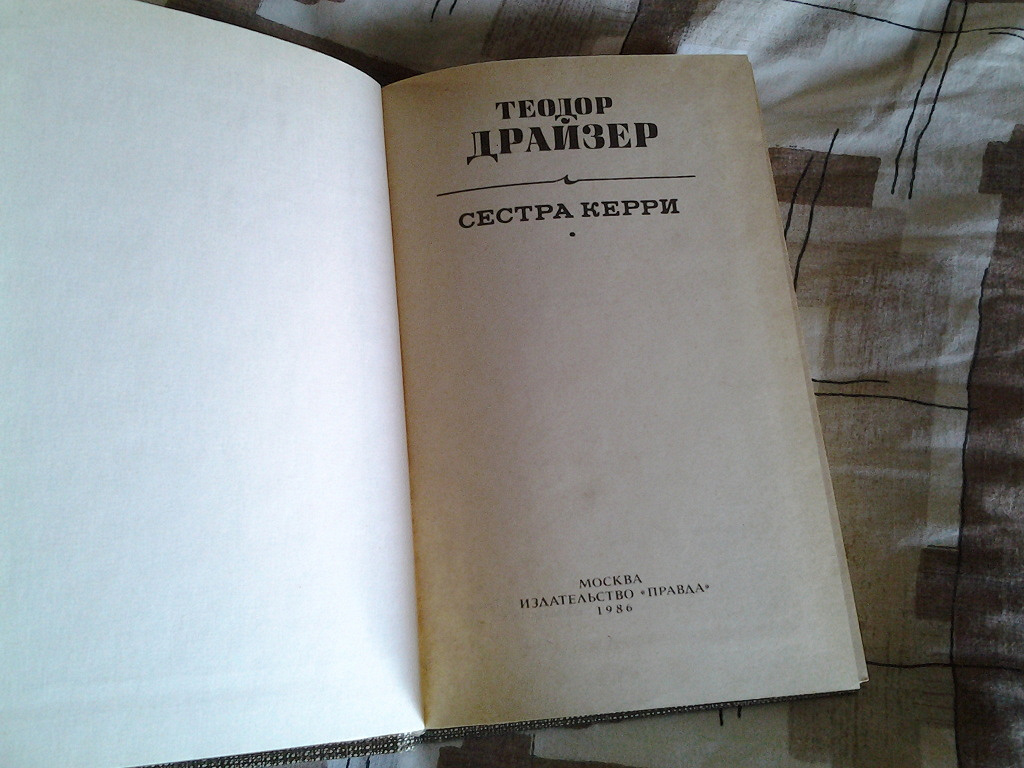 ТЕОДОР
ДРАЙЗЕР
СЕСТРА КЕРРИ
МОСКВА
ИЗДАТЕЛЬСТВО «ПРАВДА»
1986